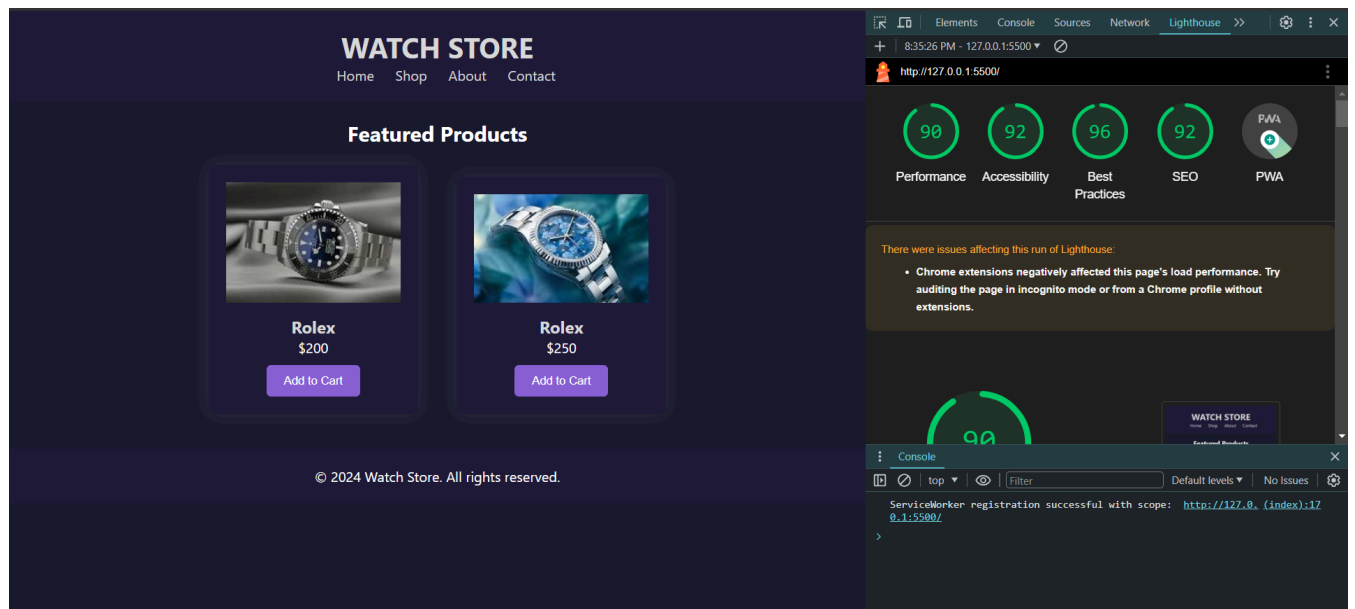 WATCH STORE
Home Shop About Contact
Featured Products
Rolex
$200
Add to Cart
Rolex
$250
Add to Cart
© 2024 Watch Store. All rights reserved.
Elements Console Sources Network Lighthouse
8:35:26 PM - 127.0.0.1:5500
http://127.0.0.1:5500/
90 92 96 92 PWA
Performance Accessibility Best Practices SEO PWA
There were issues affecting this run of Lighthouse:
• Chrome extensions negatively affected this page's load performance. Try
auditing the page in incognito mode or from a Chrome profile without
extensions.
90
WATCH STORE
Home Shop About Contact
Featured Products
Console
top Filter Default levels No Issues
ServiceWorker registration successful with scope: http://127.0. (index):17
0.1:5500/